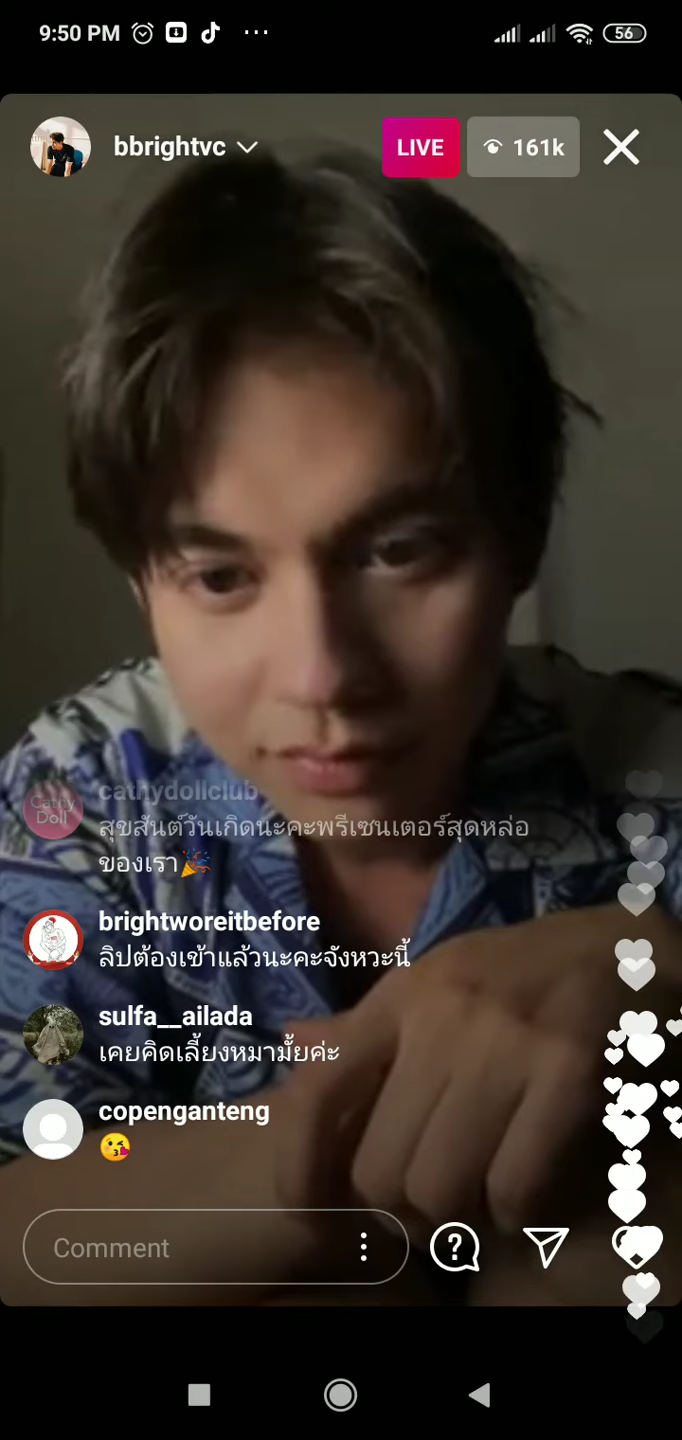 9:50 PM
56
bbrightvc
LIVE
161k
cathydollclub
Cathy
Doll
สุขสันต์วันเกิดนะคะพรีเซนเตอร์สุดหล่อ
ของเรา🎉
brightworeitbefore
ลิปต้องเข้าแล้วนะคะจังหวะนี้
sulfa__ailada
เคยคิดเลี้ยงหมามั้ยค่ะ
copenganteng
😘
Comment